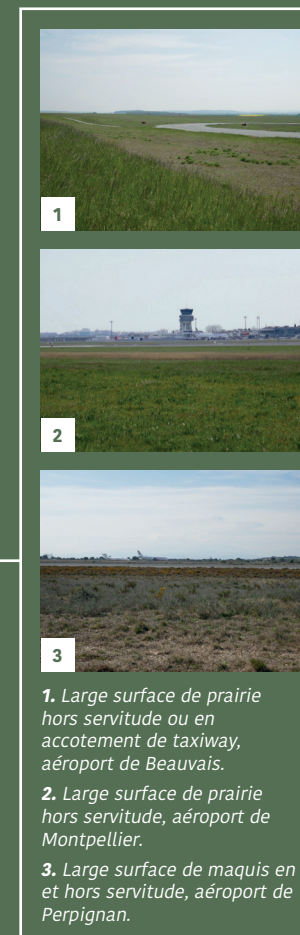 1
2
3
1. Large surface de prairie
hors servitude ou en
accotement de taxiway,
aéroport de Beauvais.
2. Large surface de prairie
hors servitude, aéroport de
Montpellier.
3. Large surface de maquis en
et hors servitude, aéroport de
Perpignan.